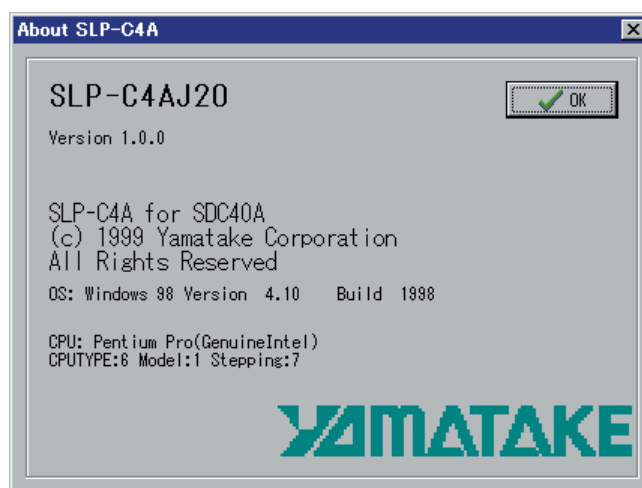 About SLP-C4A
SLP-C4AJ20
OK
Version 1.0.0
SLP-C4A for SDC40A
(c) 1999 Yamatake Corporation
All Rights Reserved
OS: Windows 98 Version 4.10 Build 1998
CPU: Pentium Pro(GenuineIntel)
CPUTYPE:6 Model:1 Stepping:7
YAMATAKE